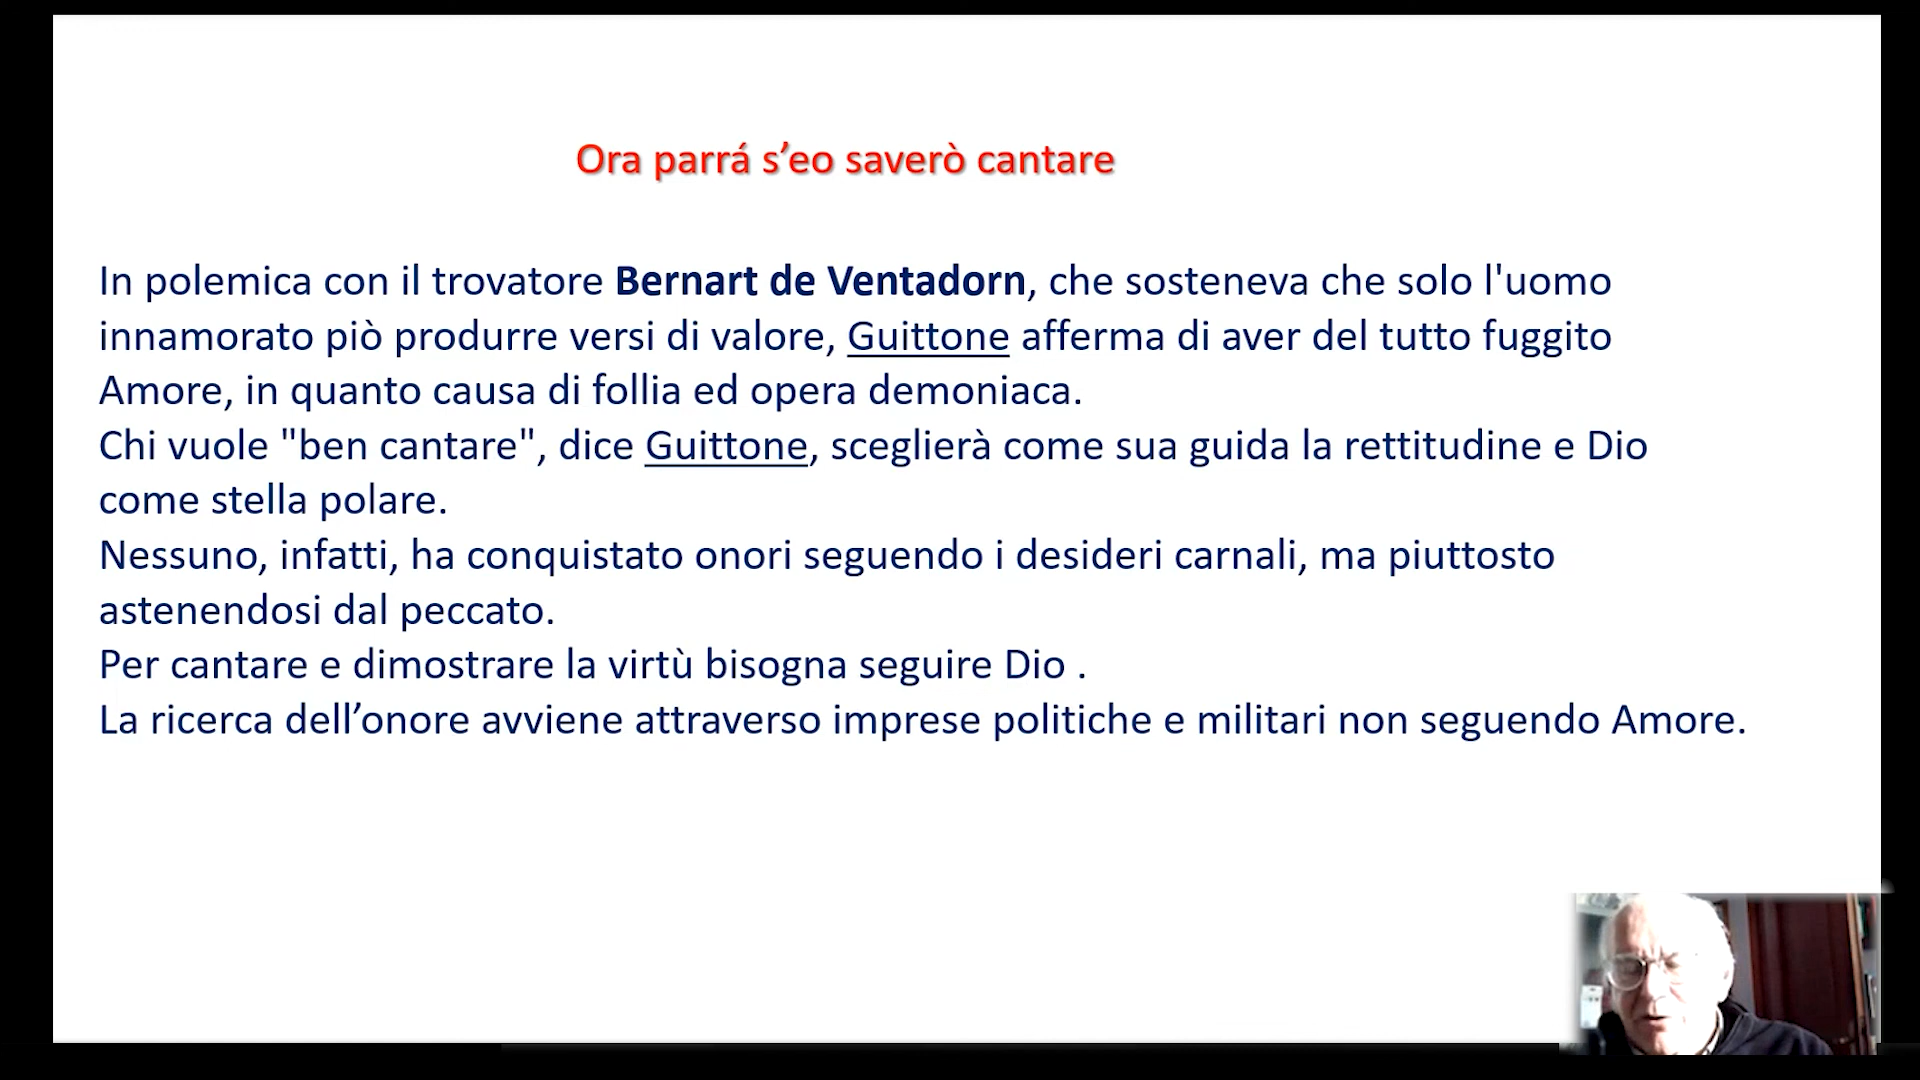 Ora parrá s’eo saverò cantare
In polemica con il trovatore Bernart de Ventadorn, che sosteneva che solo l'uomo
innamorato piò produrre versi di valore, Guittone afferma di aver del tutto fuggito
Amore, in quanto causa di follia ed opera demoniaca.
Chi vuole "ben cantare", dice Guittone, sceglierà come sua guida la rettitudine e Dio
come stella polare.
Nessuno, infatti, ha conquistato onori seguendo i desideri carnali, ma piuttosto
astenendosi dal peccato.
Per cantare e dimostrare la virtù bisogna seguire Dio .
La ricerca dell’onore avviene attraverso imprese politiche e militari non seguendo Amore.